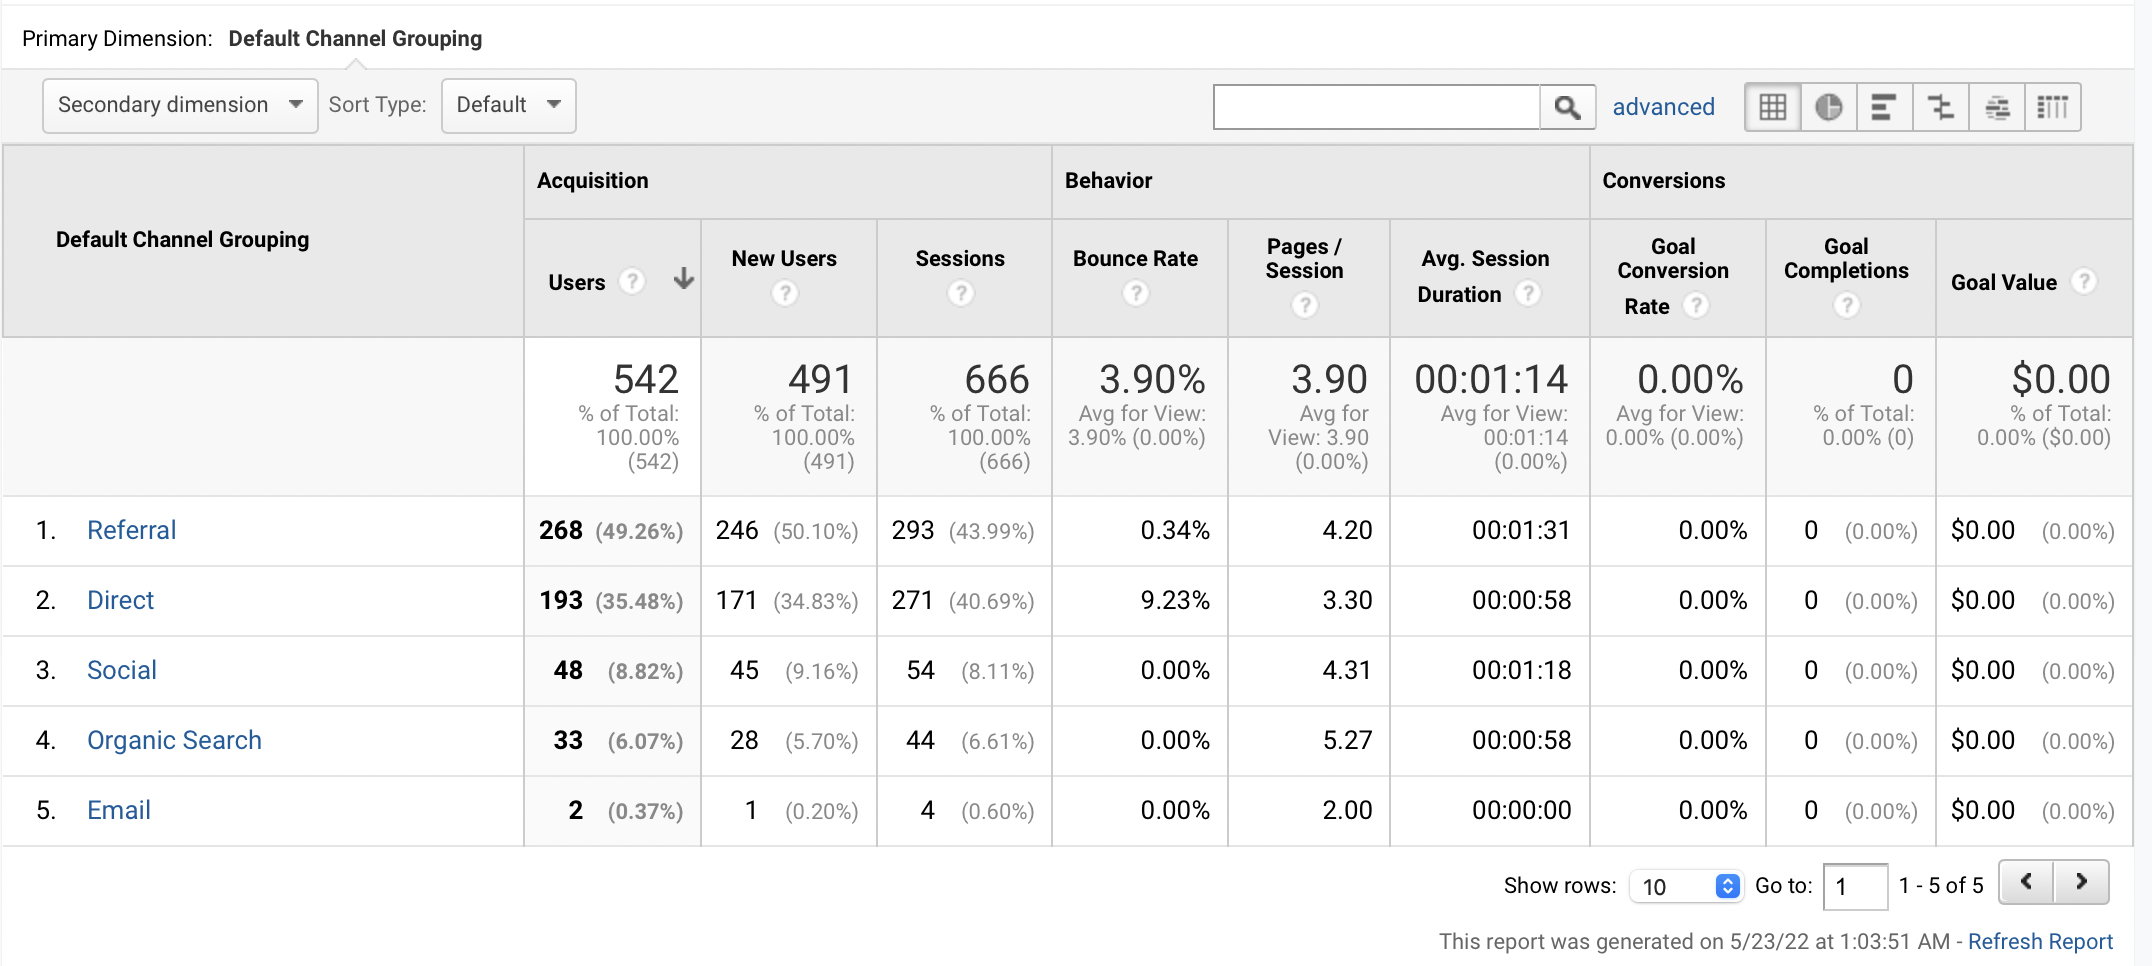 Primary Dimension: Default Channel Grouping
Secondary dimension Sort Type: Default advanced
Default Channel Grouping
Acquisition Behavior Conversions
Users ? New Users ? Sessions ? Bounce Rate ? Pages / Session ? Avg. Session Duration ? Goal Conversion Rate ? Goal Completions ? Goal Value ?
542 491 666 3.90% 3.90 00:01:14 0.00% 0 $0.00
% of Total: 100.00% (542) % of Total: 100.00% (491) % of Total: 100.00% (666) Avg for View: 3.90% (0.00%) Avg for View: 3.90 (0.00%) Avg for View: 00:01:14 (0.00%) Avg for View: 0.00% (0.00%) % of Total: 0.00% (0) % of Total: 0.00% ($0.00)
1. Referral 268 (49.26%) 246 (50.10%) 293 (43.99%) 0.34% 4.20 00:01:31 0.00% 0 (0.00%) $0.00 (0.00%)
2. Direct 193 (35.48%) 171 (34.83%) 271 (40.69%) 9.23% 3.30 00:00:58 0.00% 0 (0.00%) $0.00 (0.00%)
3. Social 48 (8.82%) 45 (9.16%) 54 (8.11%) 0.00% 4.31 00:01:18 0.00% 0 (0.00%) $0.00 (0.00%)
4. Organic Search 33 (6.07%) 28 (5.70%) 44 (6.61%) 0.00% 5.27 00:00:58 0.00% 0 (0.00%) $0.00 (0.00%)
5. Email 2 (0.37%) 1 (0.20%) 4 (0.60%) 0.00% 2.00 00:00:00 0.00% 0 (0.00%) $0.00 (0.00%)
Show rows: 10 Go to: 1 1 - 5 of 5
This report was generated on 5/23/22 at 1:03:51 AM - Refresh Report